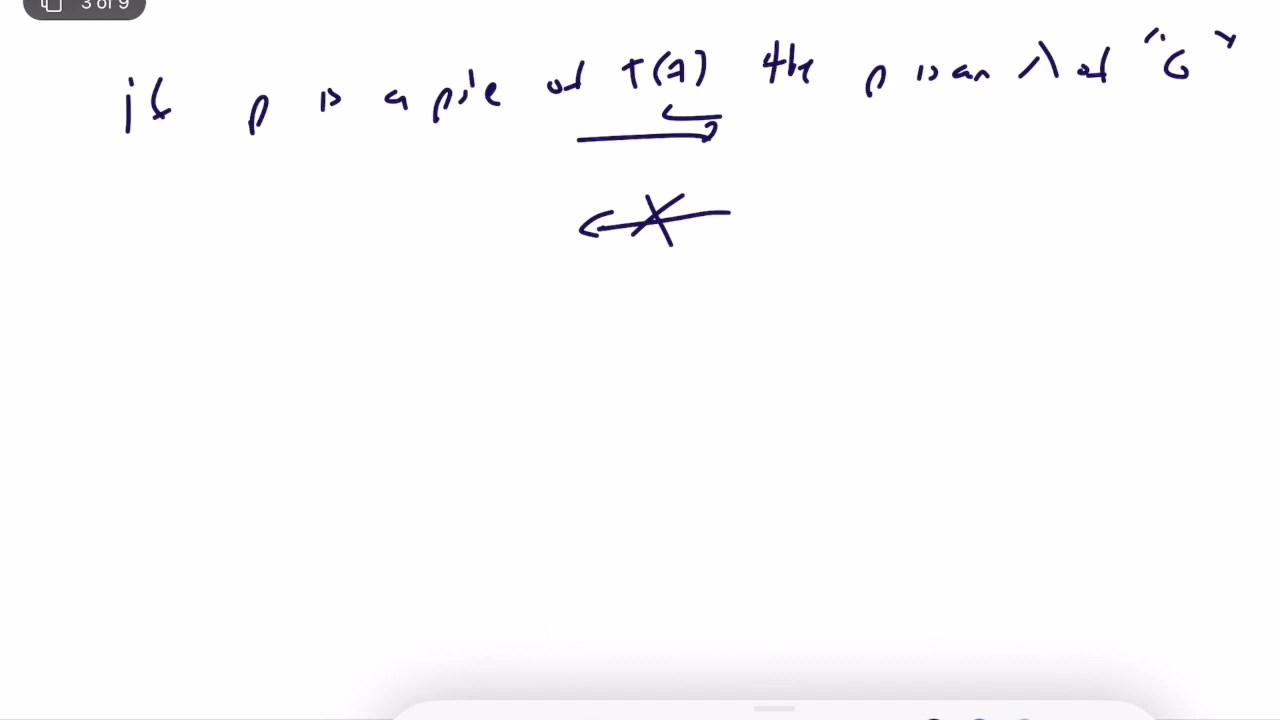 3 of 9
if p is a pole of T(z) the p is an λ of "G"